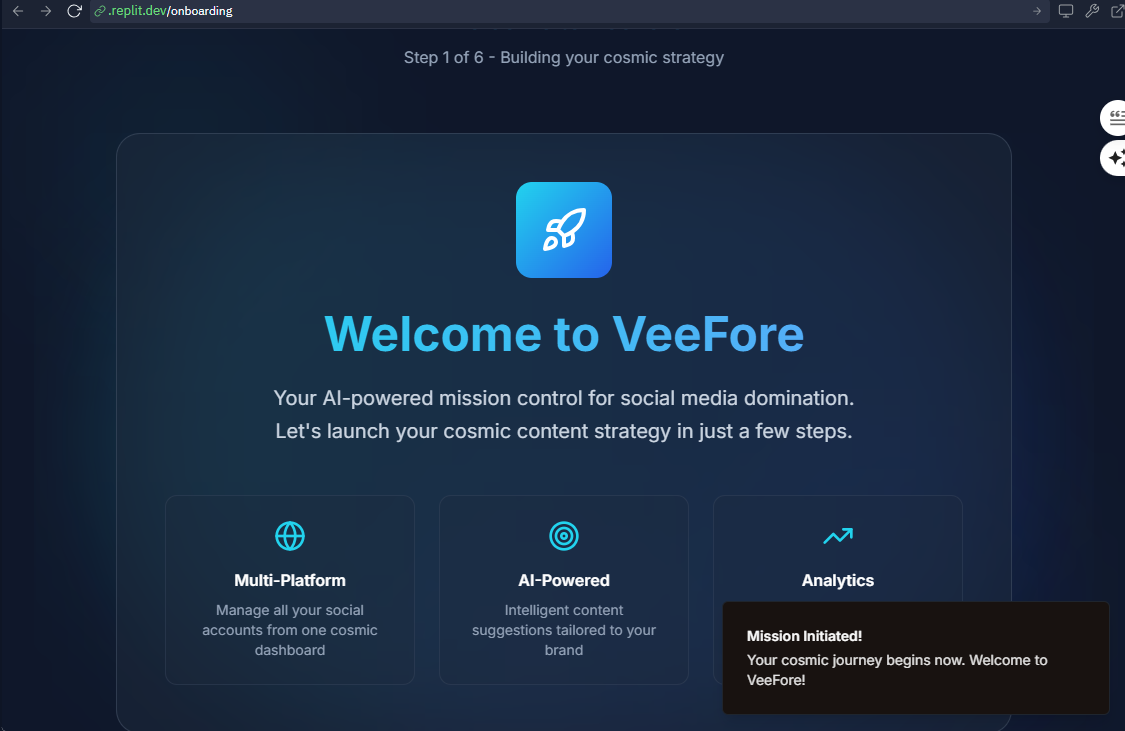 .replit.dev/onboarding
Step 1 of 6 - Building your cosmic strategy
Welcome to VeeFore
Your AI-powered mission control for social media domination.
Let's launch your cosmic content strategy in just a few steps.
Multi-Platform
Manage all your social
accounts from one cosmic
dashboard
AI-Powered
Intelligent content
suggestions tailored to your
brand
Analytics
Mission Initiated!
Your cosmic journey begins now. Welcome to
VeeFore!